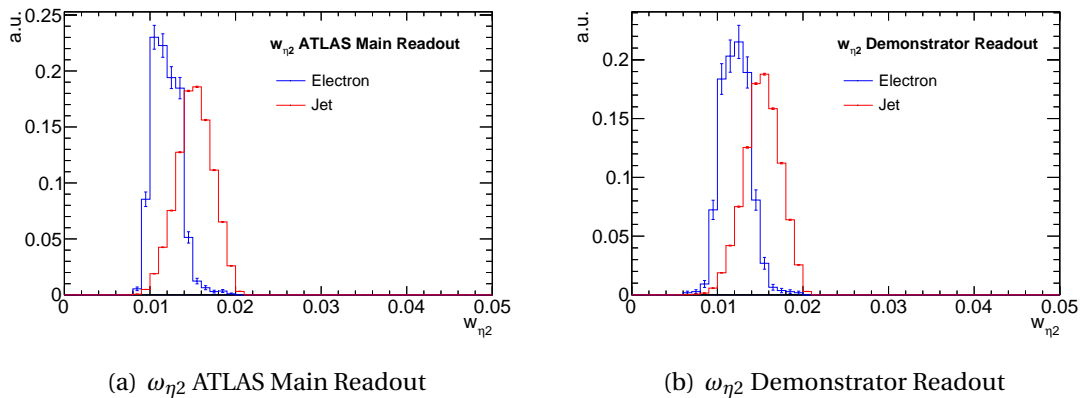 a.u.
0.25
0.2
0.15
0.1
0.05
0
w_η2 ATLAS Main Readout
Electron
Jet
0 0.01 0.02 0.03 0.04 0.05
w_η2
(a) ω_η2 ATLAS Main Readout
a.u.
0.2
0.15
0.1
0.05
0
w_η2 Demonstrator Readout
Electron
Jet
0 0.01 0.02 0.03 0.04 0.05
w_η2
(b) ω_η2 Demonstrator Readout